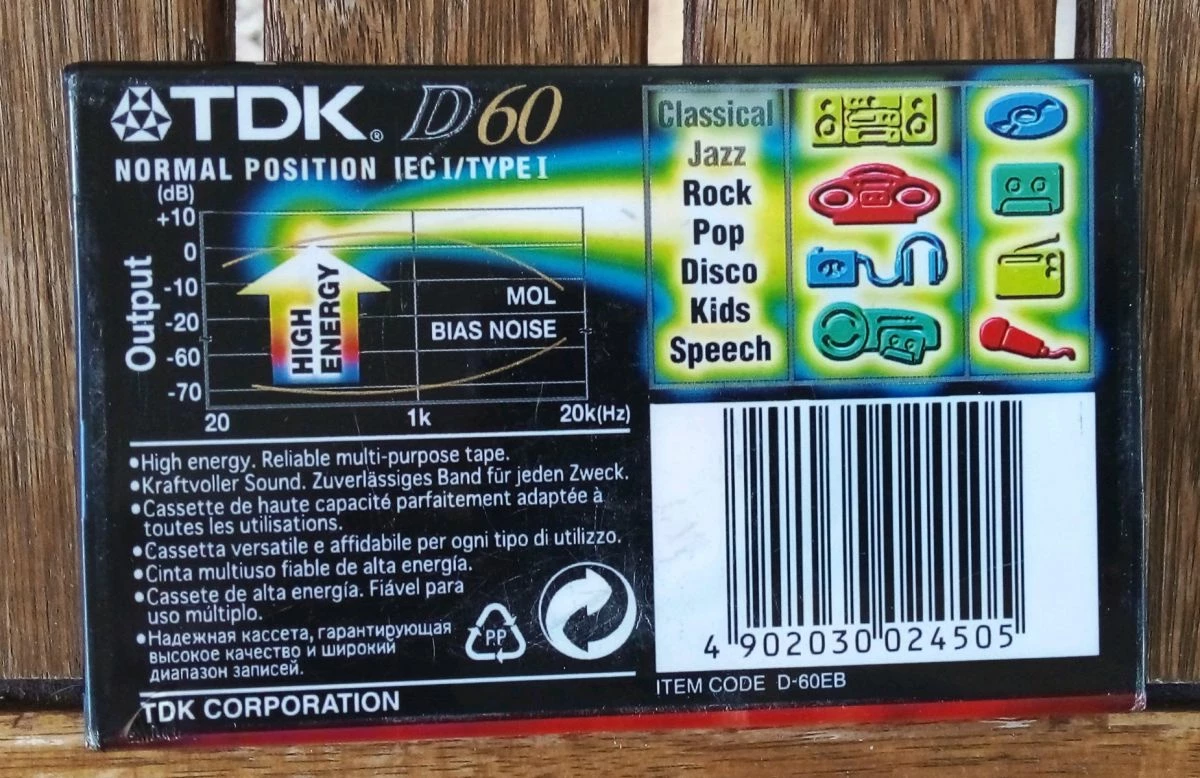 TDK® D60
NORMAL POSITION IEC I/TYPE I
(dB)
+10
0
-10
-20
-60
-70
Output
HIGH
ENERGY
MOL
BIAS NOISE
20 1k 20k(Hz)
•High energy. Reliable multi-purpose tape.
•Kraftvoller Sound. Zuverlässiges Band für jeden Zweck.
•Cassette de haute capacité parfaitement adaptée à
toutes les utilisations.
•Cassetta versatile e affidabile per ogni tipo di utilizzo.
•Cinta multiuso fiable de alta energía.
•Cassete de alta energía. Fiável para
uso múltiplo.
•Надежная кассета, гарантирующая
высокое качество и широкий
диапазон записей.
PP
TDK CORPORATION
Classical
Jazz
Rock
Pop
Disco
Kids
Speech
4 902030 024505
ITEM CODE D-60EB